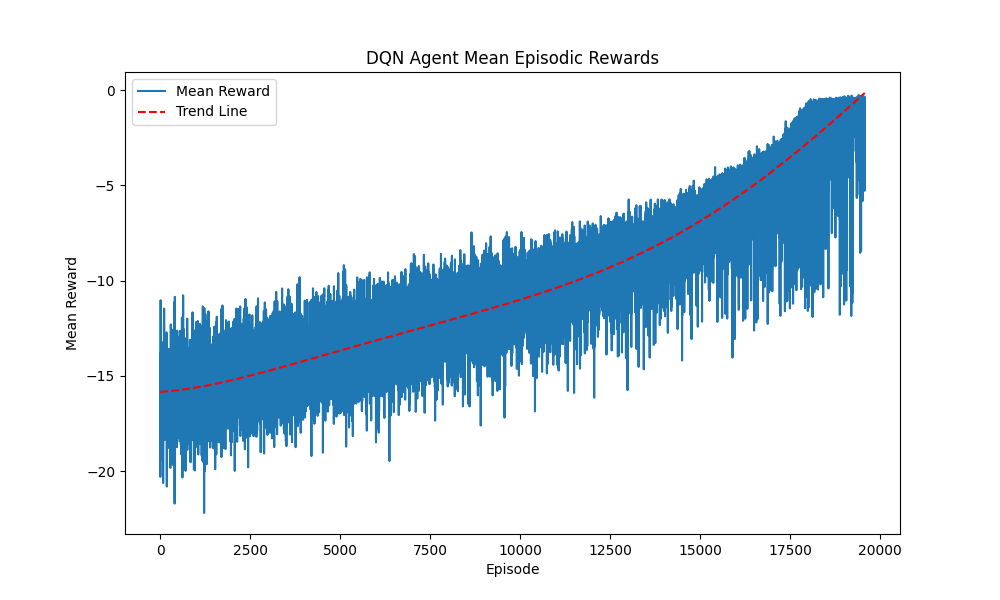 DQN Agent Mean Episodic Rewards
Mean Reward
Trend Line
0
−5
−10
−15
−20
Mean Reward
0
2500
5000
7500
10000
12500
15000
17500
20000
Episode